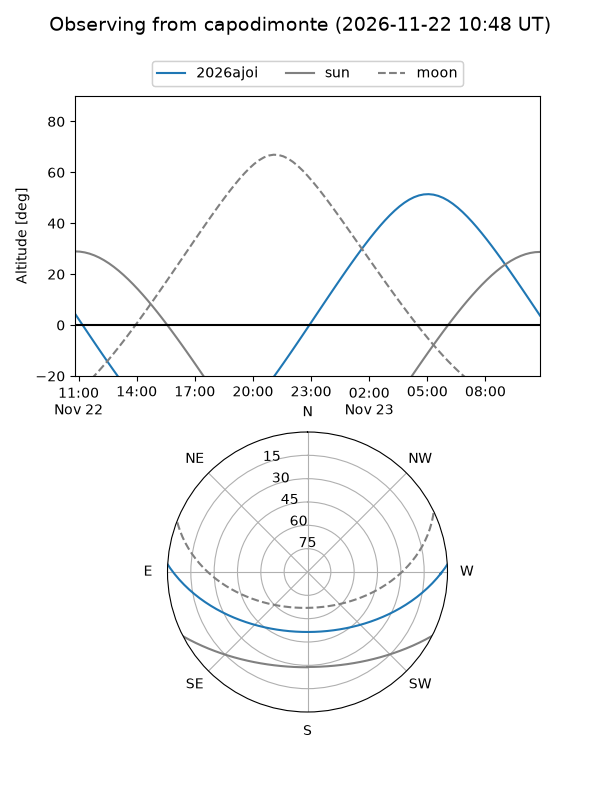 Observing from capodimonte (2026-11-22 10:48 UT)
2026ajoi sun moon
Altitude [deg]
80
60
40
20
0
−20
11:00 14:00 17:00 20:00 23:00 02:00 05:00 08:00
Nov 22 Nov 23
N
NE NW
15
30
45
60
75
E W
SE SW
S